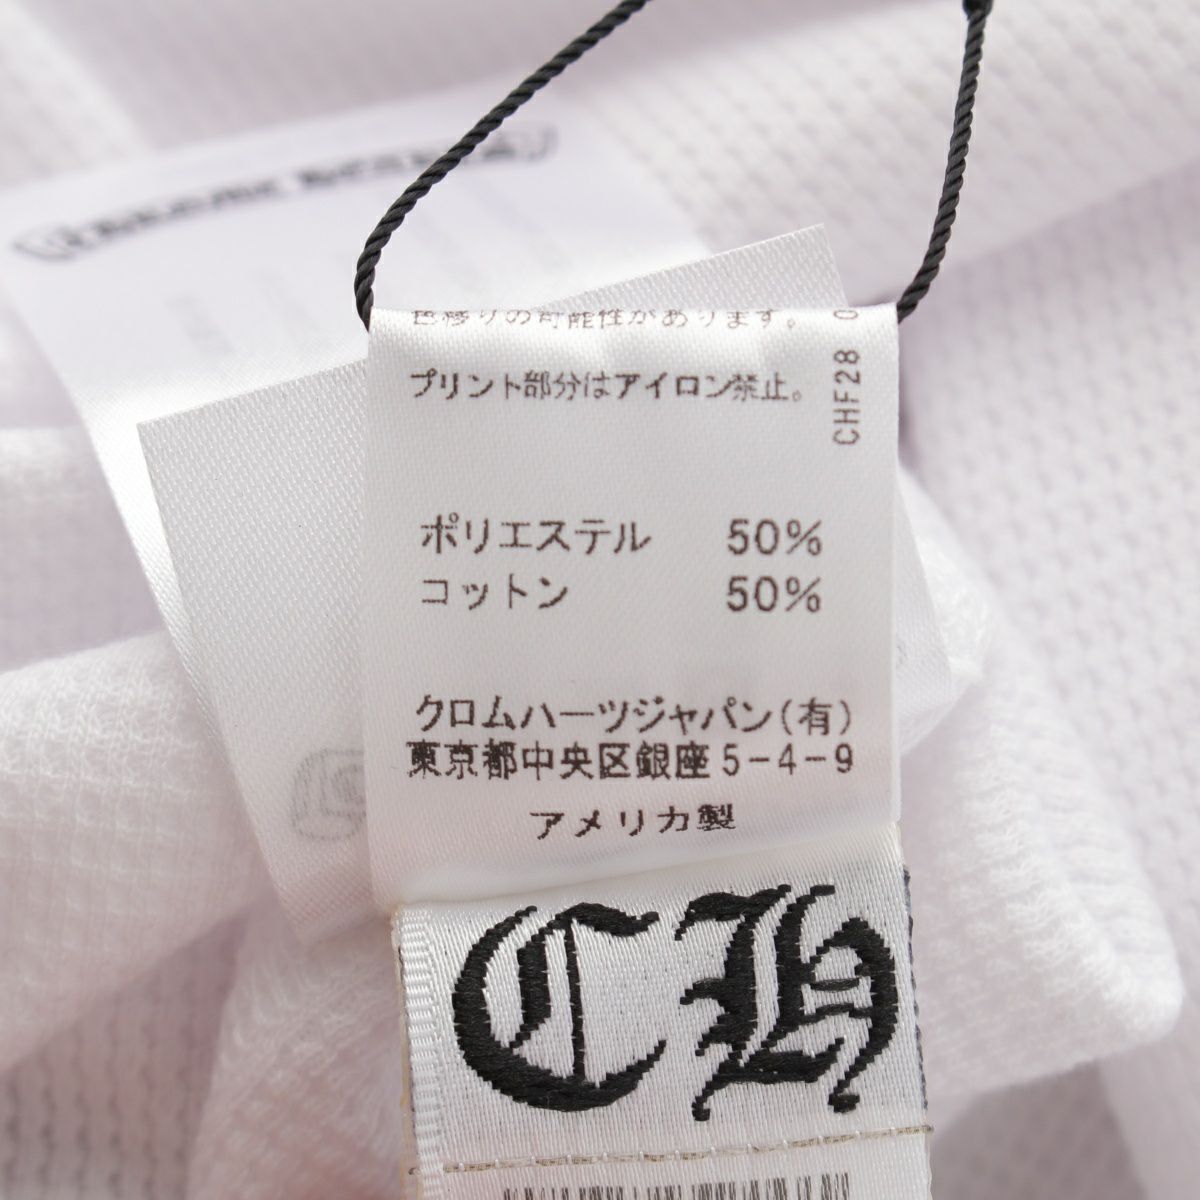 色移りの可能性があります。
プリント部分はアイロン禁止。
CHF28 0
ポリエステル 50%
コットン 50%
クロムハーツジャパン(有)
東京都中央区銀座5-4-9
アメリカ製
CH